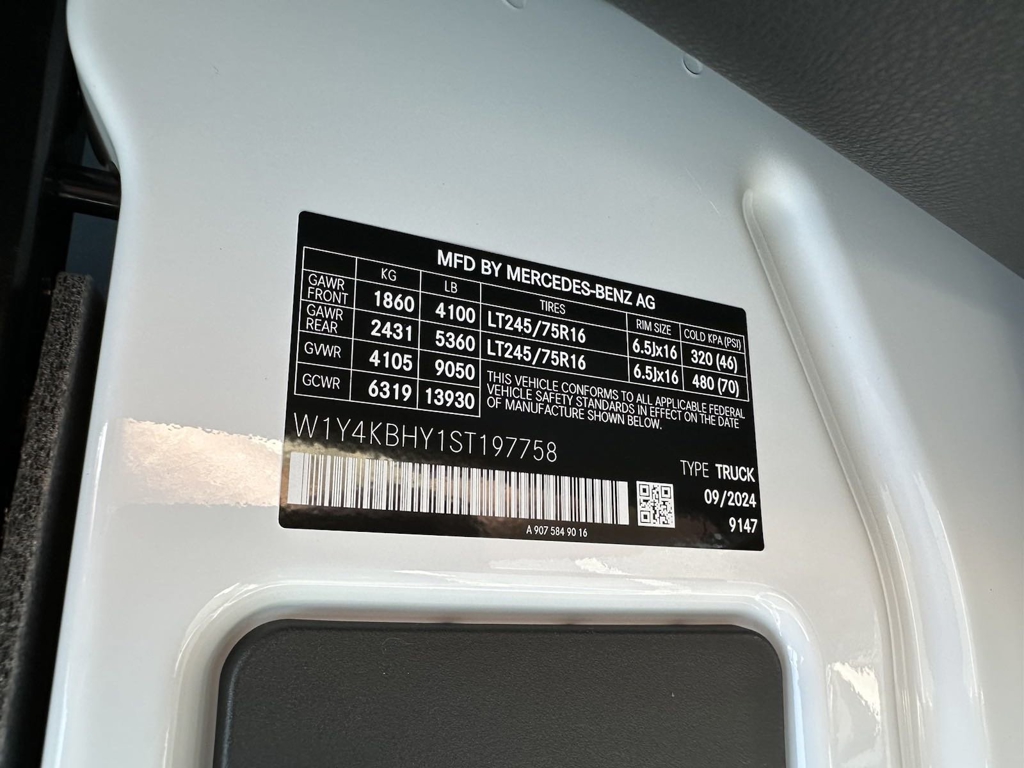 MFD BY MERCEDES-BENZ AG
KG LB TIRES RIM SIZE COLD KPA (PSI)
GAWR FRONT 1860 4100 LT245/75R16 6.5Jx16 320 (46)
GAWR REAR 2431 5360 LT245/75R16 6.5Jx16 480 (70)
GVWR 4105 9050
GCWR 6319 13930
THIS VEHICLE CONFORMS TO ALL APPLICABLE FEDERAL
VEHICLE SAFETY STANDARDS IN EFFECT ON THE DATE
OF MANUFACTURE SHOWN BELOW.
W1Y4KBHY1ST197758
TYPE TRUCK
09/2024
9147
A 907 584 90 16